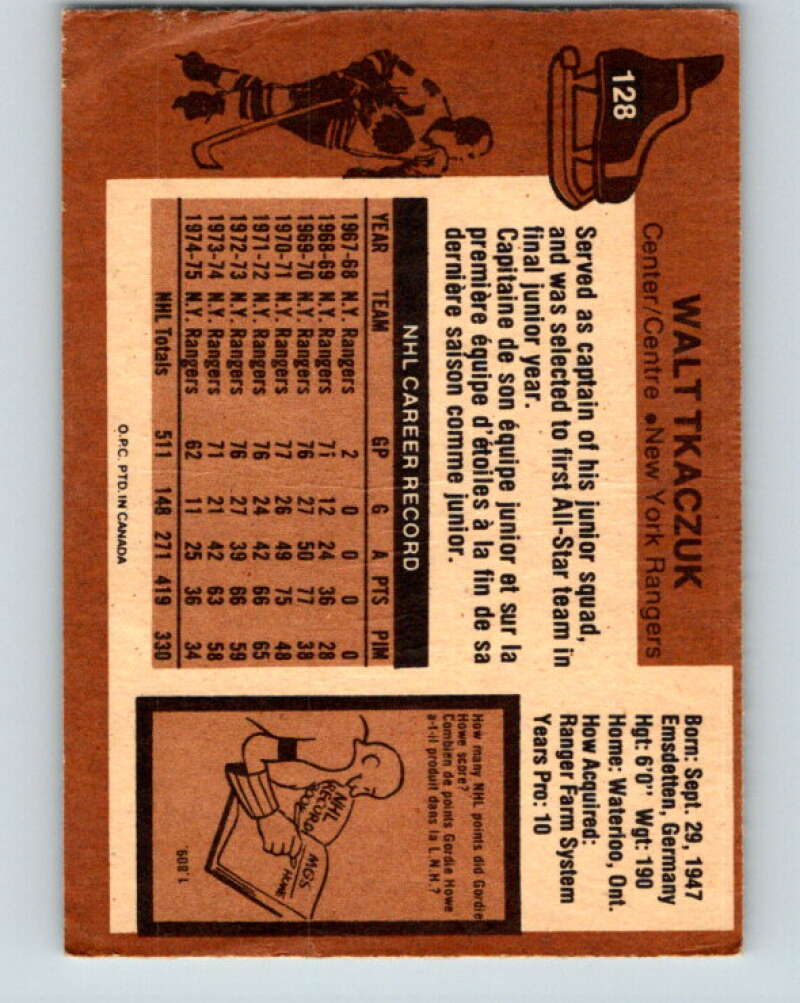 128
WALT TKACZUK
Center/Centre • New York Rangers
Served as captain of his junior squad,
and was selected to first All-Star team in
final junior year.
Capitaine de son équipe junior et sur la
première équipe d'étoiles à la fin de sa
dernière saison comme junior.
NHL CAREER RECORD
YEAR TEAM GP G A PTS PIM
1967-68 N.Y. Rangers 2 0 0 0 0
1968-69 N.Y. Rangers 71 12 24 36 28
1969-70 N.Y. Rangers 76 27 50 77 38
1970-71 N.Y. Rangers 77 26 49 75 48
1971-72 N.Y. Rangers 76 24 42 66 65
1972-73 N.Y. Rangers 76 27 39 66 59
1973-74 N.Y. Rangers 71 21 42 63 58
1974-75 N.Y. Rangers 62 11 25 36 34
NHL Totals 511 148 271 419 330
O.P.C. PTD. IN CANADA
Born: Sept. 29, 1947
Emsdetten, Germany
Hgt: 6'0" Wgt: 190
Home: Waterloo, Ont.
How Acquired:
Ranger Farm System
Years Pro: 10
How many NHL points did Gordie
Howe score?
Combien de points Gordie Howe
a-t-il produit dans la L.N.H.?
NHL
RECORD
BOOK
1,809.